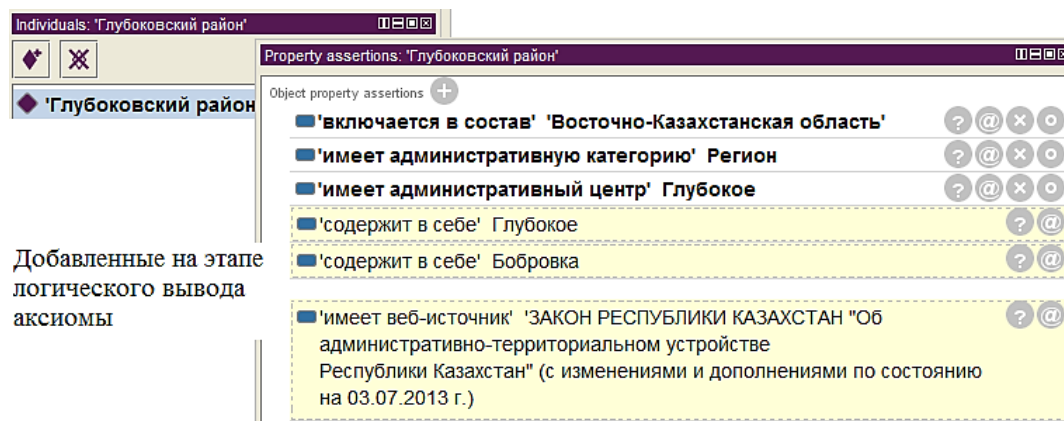 Individuals: 'Глубоковский район'
'Глубоковский район
Property assertions: 'Глубоковский район'
Object property assertions
'включается в состав' 'Восточно-Казахстанская область'
'имеет административную категорию' Регион
'имеет административный центр' Глубокое
'содержит в себе' Глубокое
'содержит в себе' Бобровка
'имеет веб-источник' 'ЗАКОН РЕСПУБЛИКИ КАЗАХСТАН "Об
административно-территориальном устройстве
Республики Казахстан" (с изменениями и дополнениями по состоянию
на 03.07.2013 г.)
Добавленные на этапе
логического вывода
аксиомы